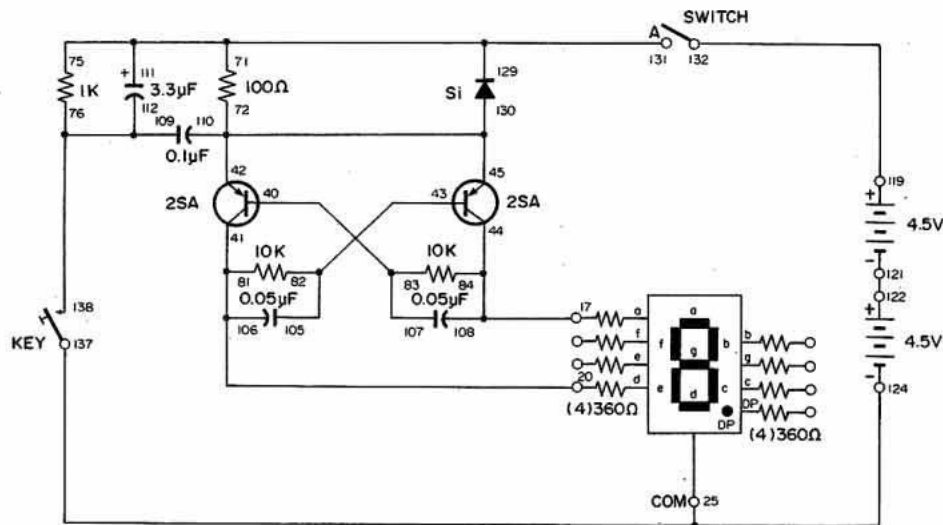 SWITCH
A
131
132
75
1K
76
+
111
3.3µF
112
71
100Ω
72
129
Si
130
109
110
0.1µF
42
40
2SA
41
45
43
2SA
44
119
+
4.5V
-
121
122
+
4.5V
-
124
10K
81
82
0.05µF
106
105
10K
83
84
0.05µF
107
108
138
KEY
137
17
a
f
e
20
d
(4)360Ω
a
f
b
g
e
c
d
DP
b
g
c
DP
(4)360Ω
COM
25